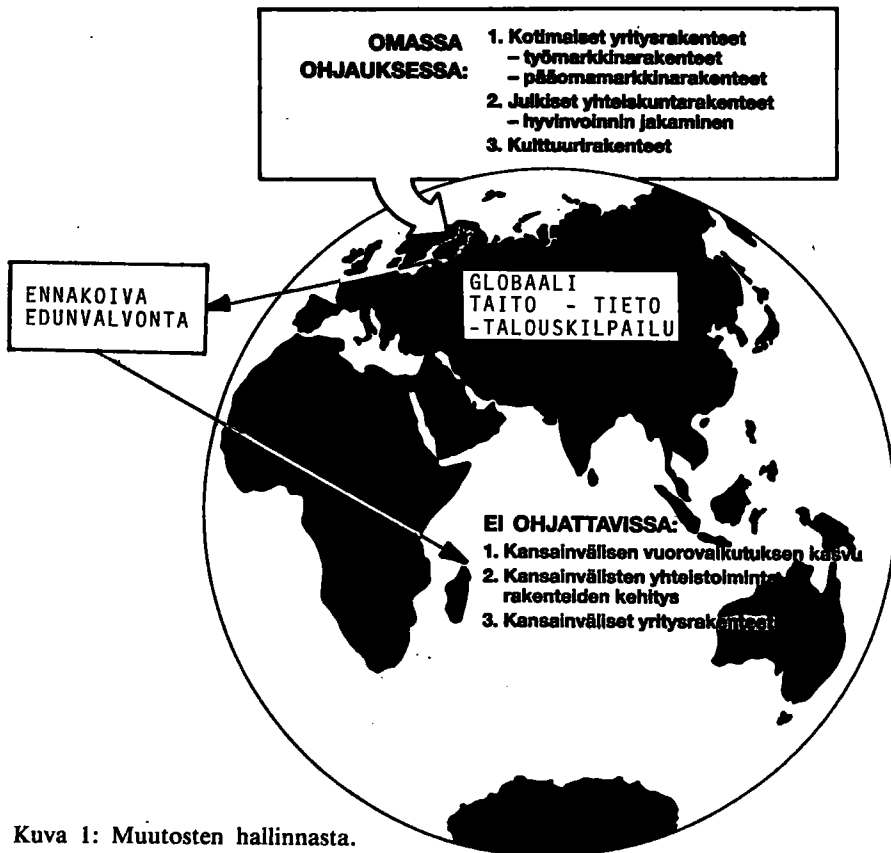 OMASSA
OHJAUKSESSA:
1. Kotimaiset yritysrakenteet
– työmarkkinarakenteet
– pääomamarkkinarakenteet
2. Julkiset yhteiskuntarakenteet
– hyvinvoinnin jakaminen
3. Kulttuurirakenteet
ENNAKOIVA
EDUNVALVONTA
GLOBAALI
TAITO - TIETO
-TALOUSKILPAILU
EI OHJATTAVISSA:
1. Kansainvälisen vuorovaikutuksen kasvu
2. Kansainvälisten yhteistoiminta
rakenteiden kehitys
3. Kansainväliset yritysrakenteet
Kuva 1: Muutosten hallinnasta.